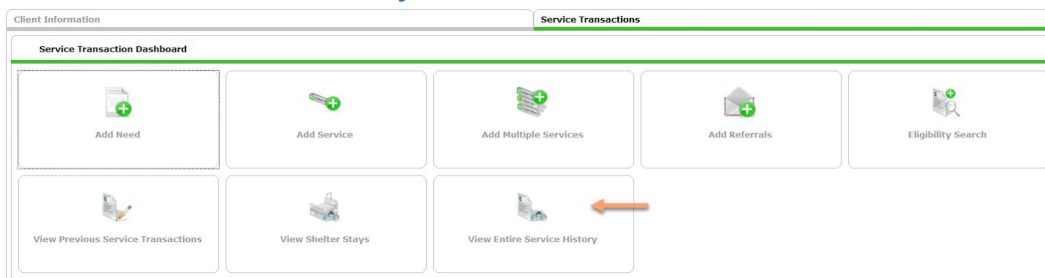 Client Information
Service Transactions
Service Transaction Dashboard
Add Need
Add Service
Add Multiple Services
Add Referrals
Eligibility Search
View Previous Service Transactions
View Shelter Stays
View Entire Service History